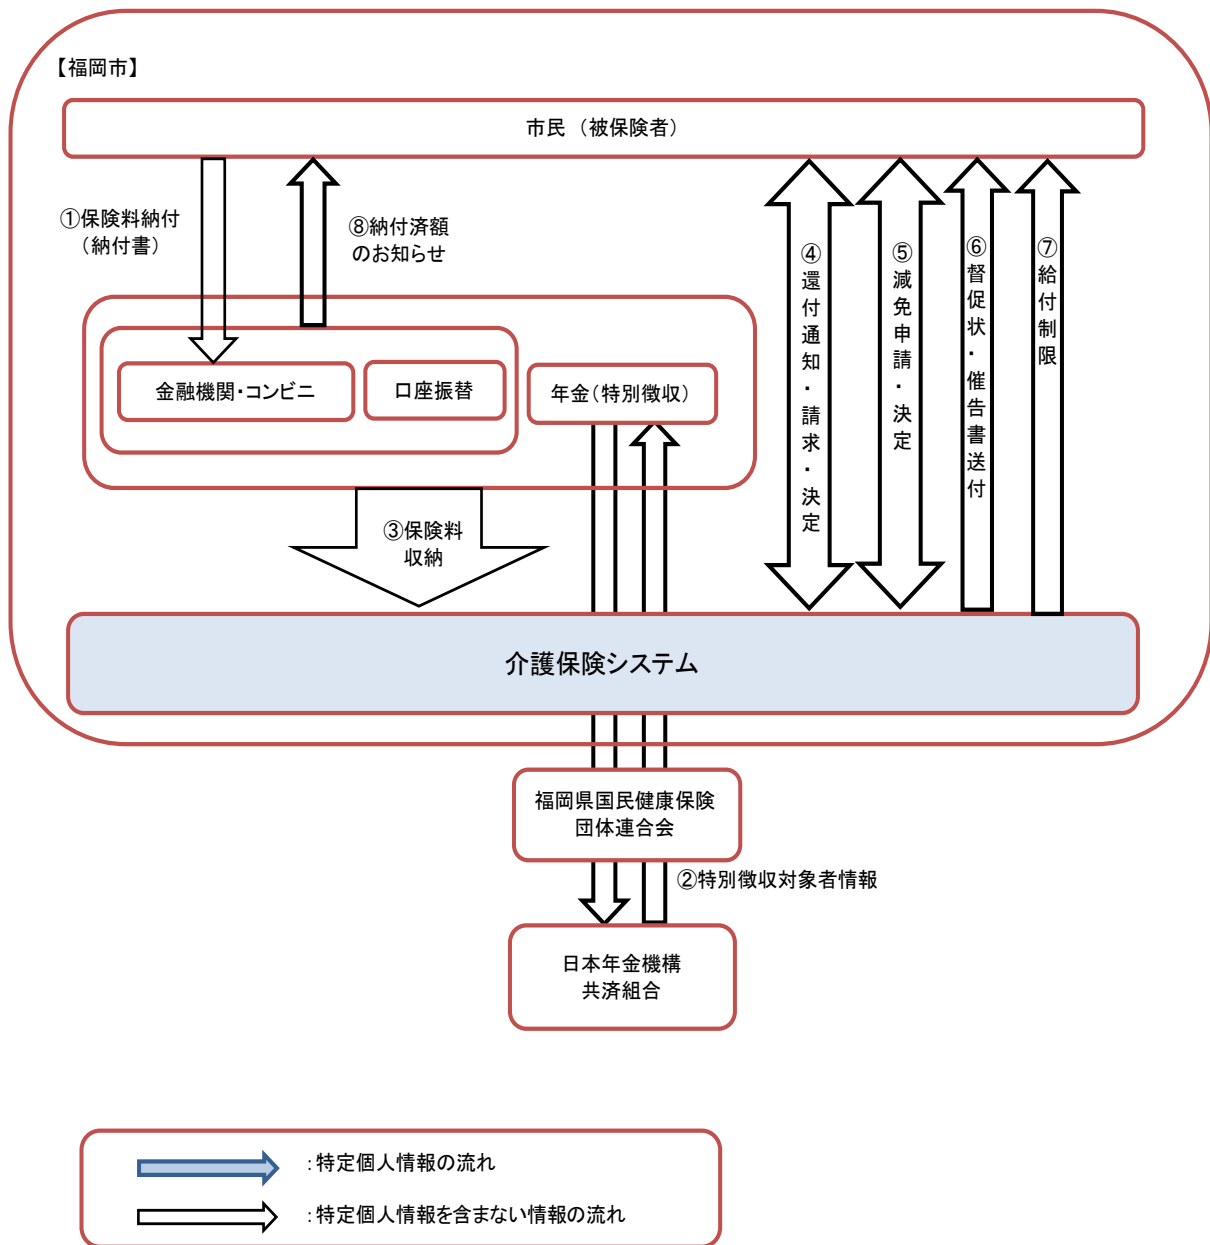 【福岡市】
市民 （被保険者）
①保険料納付
（納付書）
⑧納付済額
のお知らせ
④還付通知・請求・決定
⑤減免申請・決定
⑥督促状・催告書送付
⑦給付制限
金融機関・コンビニ
口座振替
年金（特別徴収）
③保険料
収納
介護保険システム
福岡県国民健康保険
団体連合会
②特別徴収対象者情報
日本年金機構
共済組合
：特定個人情報の流れ
：特定個人情報を含まない情報の流れ